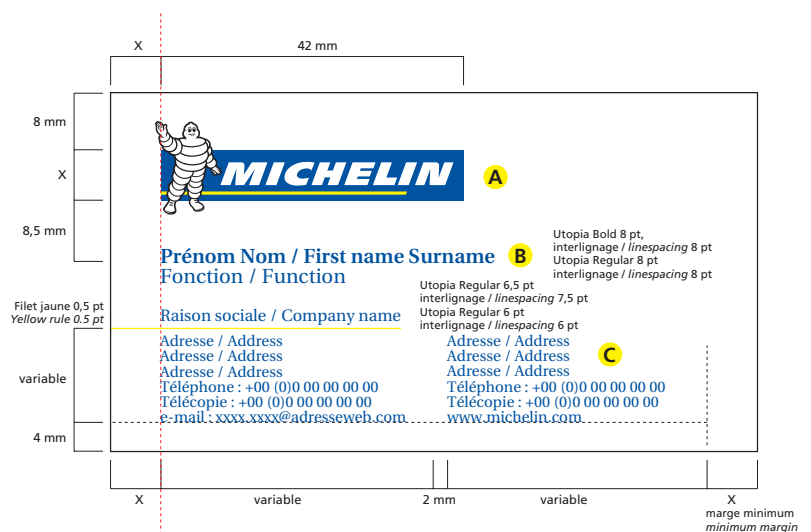 X
42 mm
8 mm
X
8,5 mm
MICHELIN
A
Prénom Nom / First name Surname
B
Fonction / Function
Utopia Bold 8 pt,
interlignage / linespacing 8 pt
Utopia Regular 8 pt
interlignage / linespacing 8 pt
Utopia Regular 6,5 pt
interlignage / linespacing 7,5 pt
Utopia Regular 6 pt
interlignage / linespacing 6 pt
Filet jaune 0,5 pt
Yellow rule 0.5 pt
Raison sociale / Company name
variable
4 mm
Adresse / Address
Adresse / Address
Adresse / Address
Téléphone : +00 (0)0 00 00 00 00
Télécopie : +00 (0)0 00 00 00 00
e-mail : xxxx.xxxx@adresseweb.com
Adresse / Address
Adresse / Address
Adresse / Address
Téléphone : +00 (0)0 00 00 00 00
Télécopie : +00 (0)0 00 00 00 00
www.michelin.com
C
X
variable
2 mm
variable
X
marge minimum
minimum margin